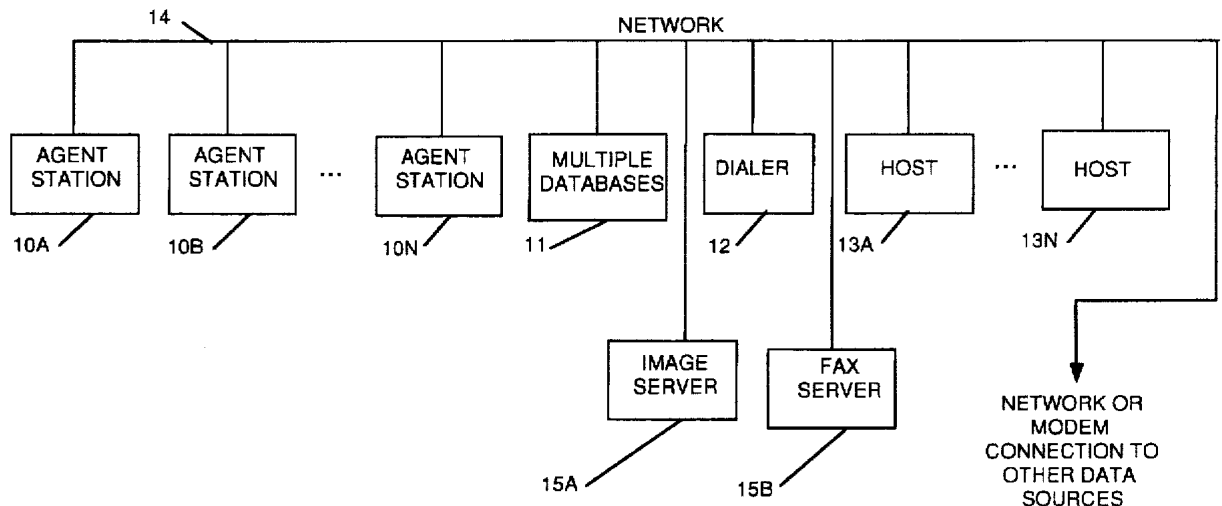 14
NETWORK
AGENT
STATION
AGENT
STATION
...
AGENT
STATION
MULTIPLE
DATABASES
DIALER
HOST
...
HOST
10A
10B
10N
11
12
13A
13N
IMAGE
SERVER
FAX
SERVER
15A
15B
NETWORK OR
MODEM
CONNECTION TO
OTHER DATA
SOURCES